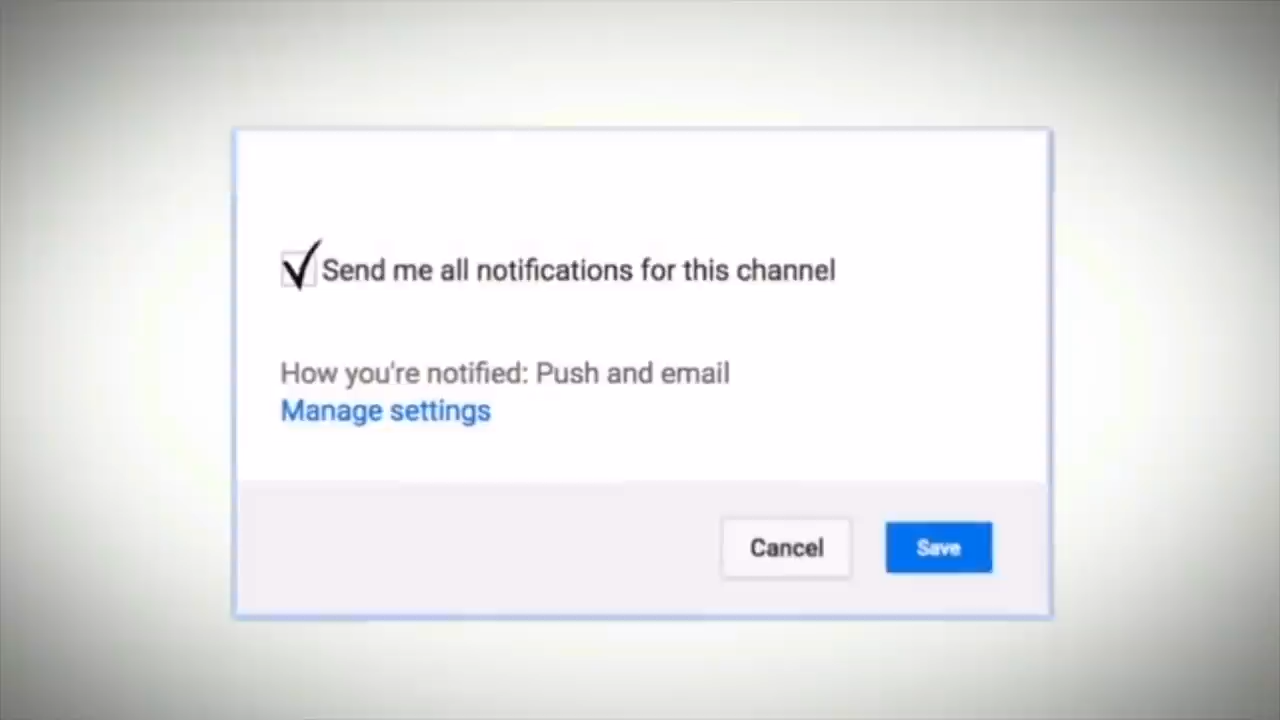 Send me all notifications for this channel
How you're notified: Push and email
Manage settings
Cancel
Save